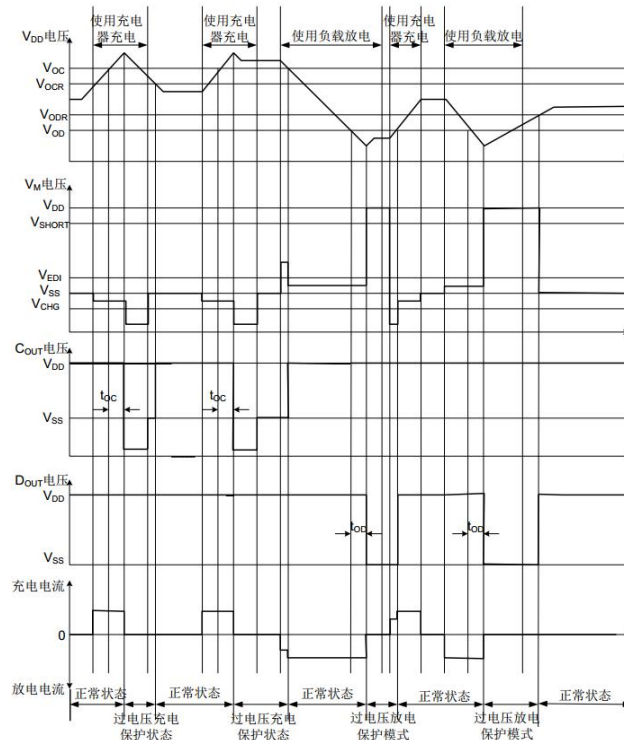 使用充电
器充电
使用充电
器充电
使用负载放电
使用充电
器充电
使用负载放电
VDD电压
VOC
VOCR
VODR
VOD
VM电压
VDD
VSHORT
VEDI
VSS
VCHG
COUT电压
VDD
tOC
tOC
VSS
DOUT电压
VDD
tOD
tOD
VSS
充电电流
0
放电电流
正常状态
正常状态
正常状态
正常状态
正常状态
过电压充电
保护状态
过电压充电
保护状态
过电压放电
保护模式
过电压放电
保护模式